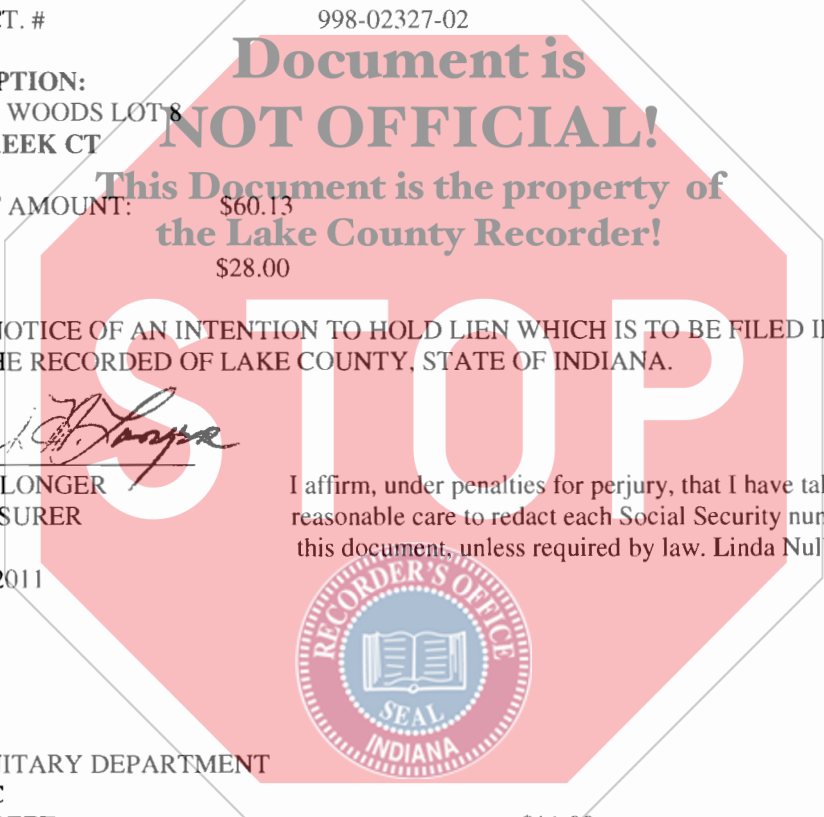 CT. # 998-02327-02
Document is
PTION:
WOODS LOT 8
NOT OFFICIAL!
EEK CT
This Document is the property of
AMOUNT: $60.13
the Lake County Recorder!
$28.00
NOTICE OF AN INTENTION TO HOLD LIEN WHICH IS TO BE FILED I
HE RECORDED OF LAKE COUNTY, STATE OF INDIANA.
STOP
LONGER I affirm, under penalties for perjury, that I have ta
SURER reasonable care to redact each Social Security nu
this document, unless required by law. Linda Nul
2011
RECORDER'S OFFICE
SEAL
INDIANA
ITARY DEPARTMENT
C